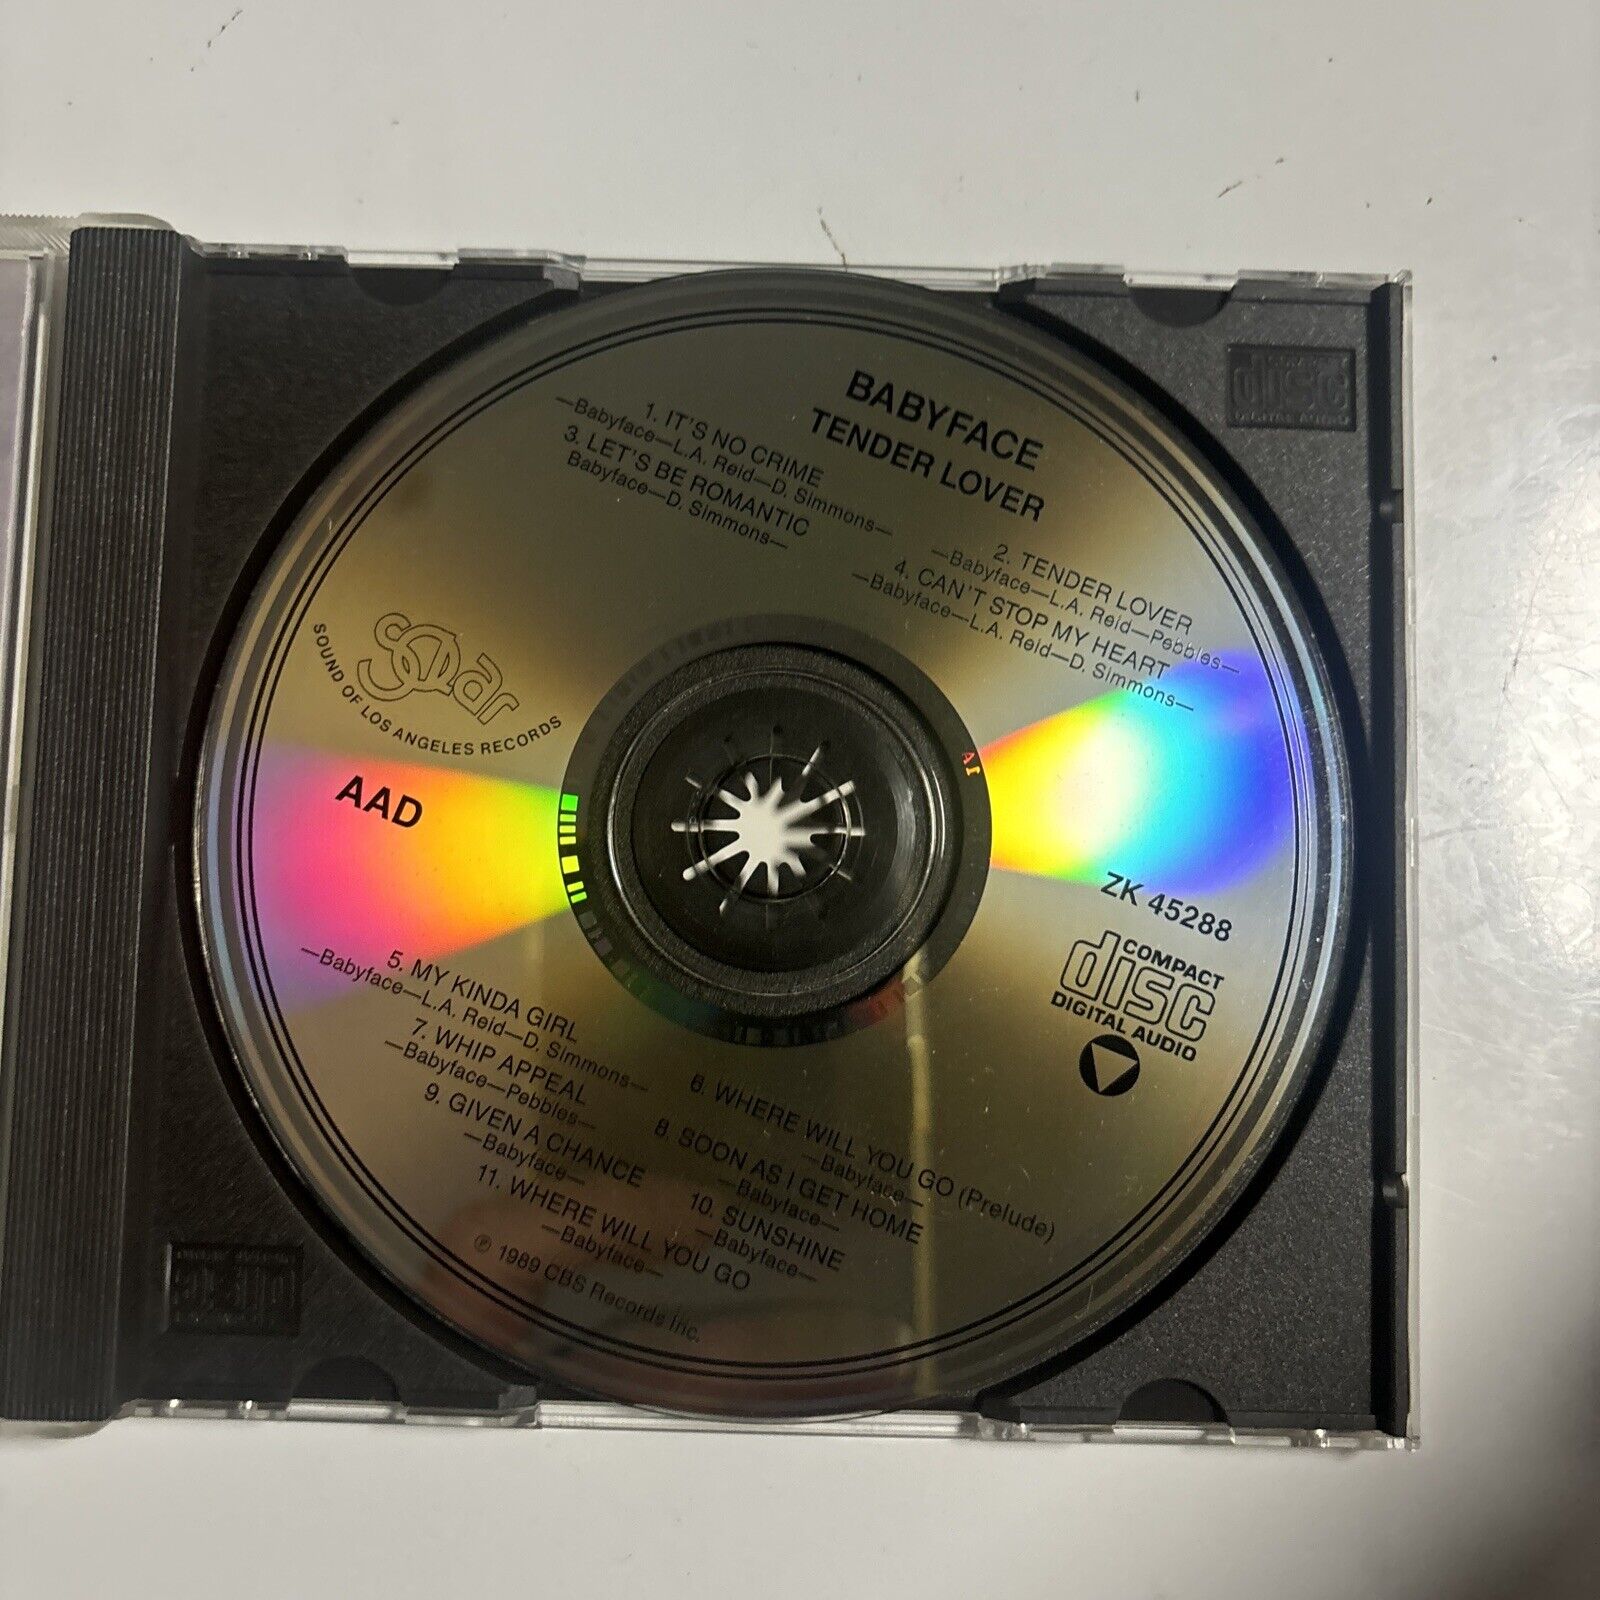 BABYFACE
TENDER LOVER
1. IT'S NO CRIME
—Babyface—L.A. Reid—D. Simmons—
2. TENDER LOVER
—Babyface—L.A. Reid—Pebbles—
3. LET'S BE ROMANTIC
Babyface—D. Simmons—
4. CAN'T STOP MY HEART
—Babyface—L.A. Reid—D. Simmons—
solar
SOUND OF LOS ANGELES RECORDS
AAD
ZK 45288
COMPACT
disc
DIGITAL AUDIO
5. MY KINDA GIRL
—Babyface—L.A. Reid—D. Simmons—
6. WHERE WILL YOU GO (Prelude)
—Babyface—
7. WHIP APPEAL
—Babyface—Pebbles—
8. SOON AS I GET HOME
—Babyface—
9. GIVEN A CHANCE
—Babyface—
10. SUNSHINE
—Babyface—
11. WHERE WILL YOU GO
—Babyface—
℗ 1989 CBS Records Inc.
disc
DIGITAL AUDIO